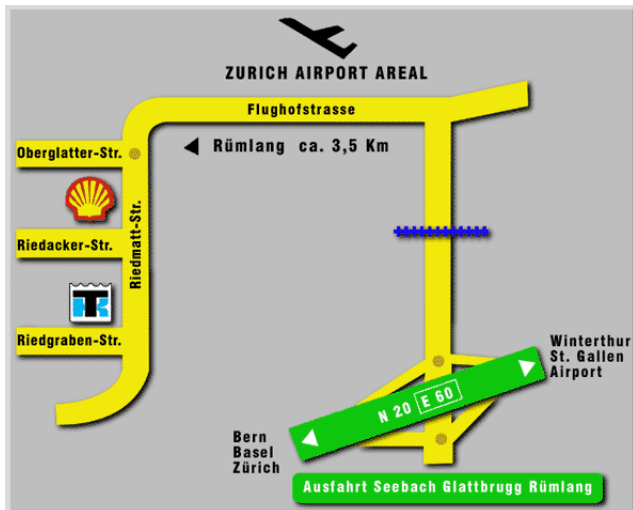 ZURICH AIRPORT AREAL
Flughofstrasse
Rümlang ca. 3,5 Km
Oberglatter-Str.
Riedmatt-Str.
Riedacker-Str.
TK
Riedgraben-Str.
Winterthur
St. Gallen
Airport
N 20 E 60
Bern
Basel
Zürich
Ausfahrt Seebach Glattbrugg Rümlang